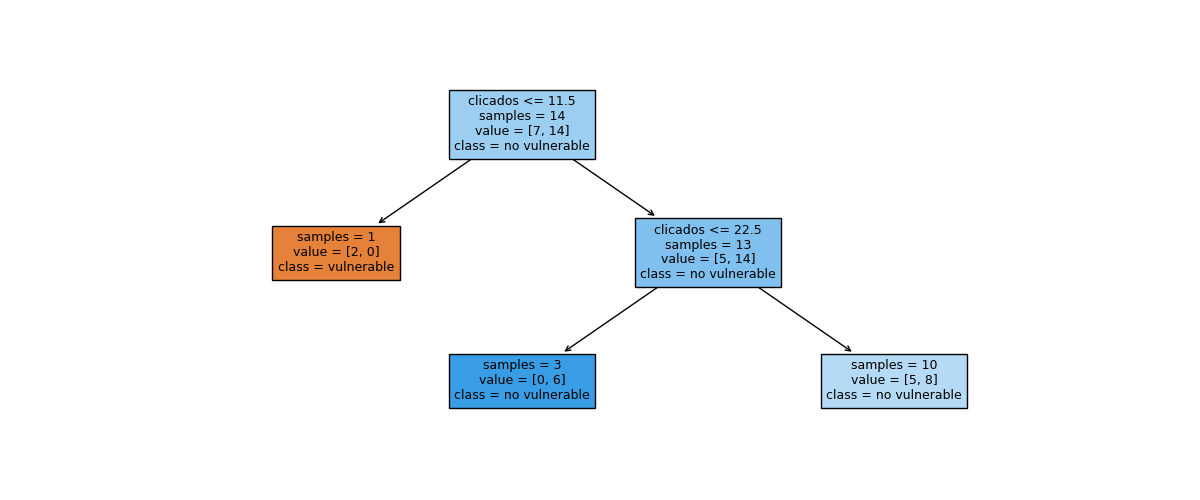 clicados <= 11.5
samples = 14
value = [7, 14]
class = no vulnerable
samples = 1
value = [2, 0]
class = vulnerable
clicados <= 22.5
samples = 13
value = [5, 14]
class = no vulnerable
samples = 3
value = [0, 6]
class = no vulnerable
samples = 10
value = [5, 8]
class = no vulnerable